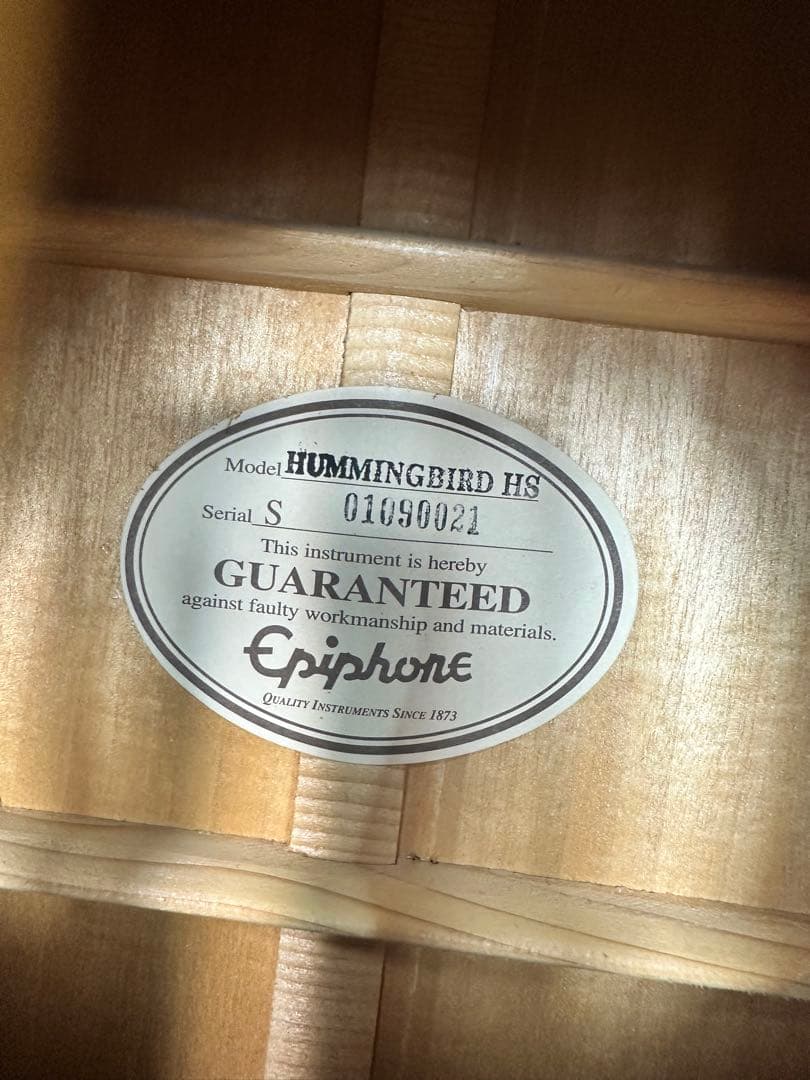 Model HUMMINGBIRD HS
Serial S 01090021
This instrument is hereby
GUARANTEED
against faulty workmanship and materials.
Epiphone
QUALITY INSTRUMENTS SINCE 1873